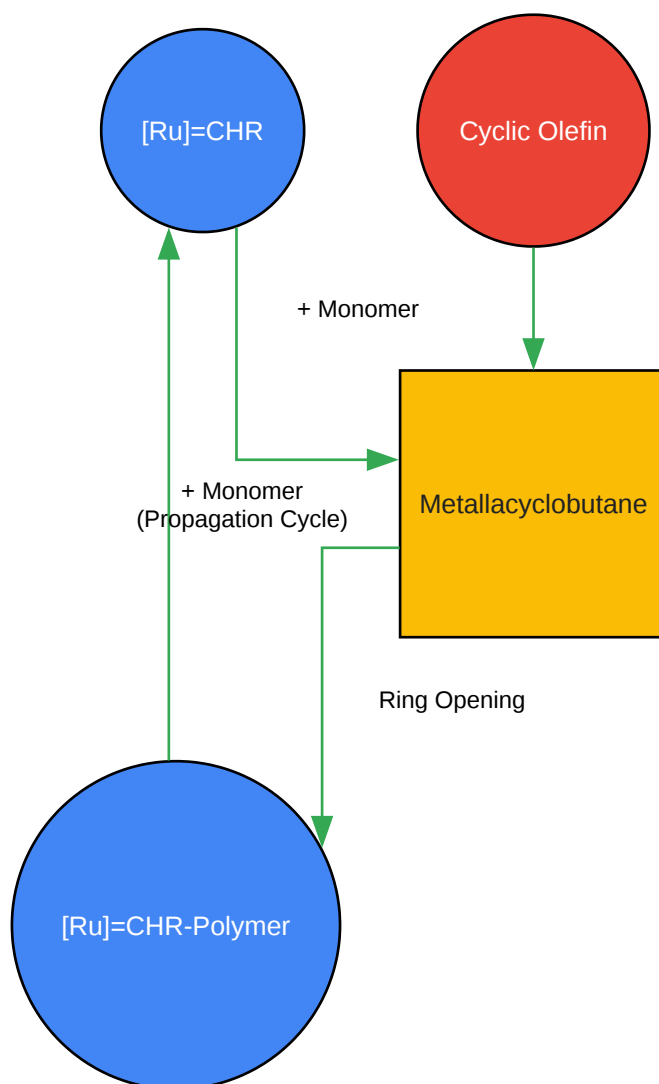 [Ru]=CHR
Cyclic Olefin
+ Monomer
+ Monomer
(Propagation Cycle)
Metallacyclobutane
Ring Opening
[Ru]=CHR-Polymer